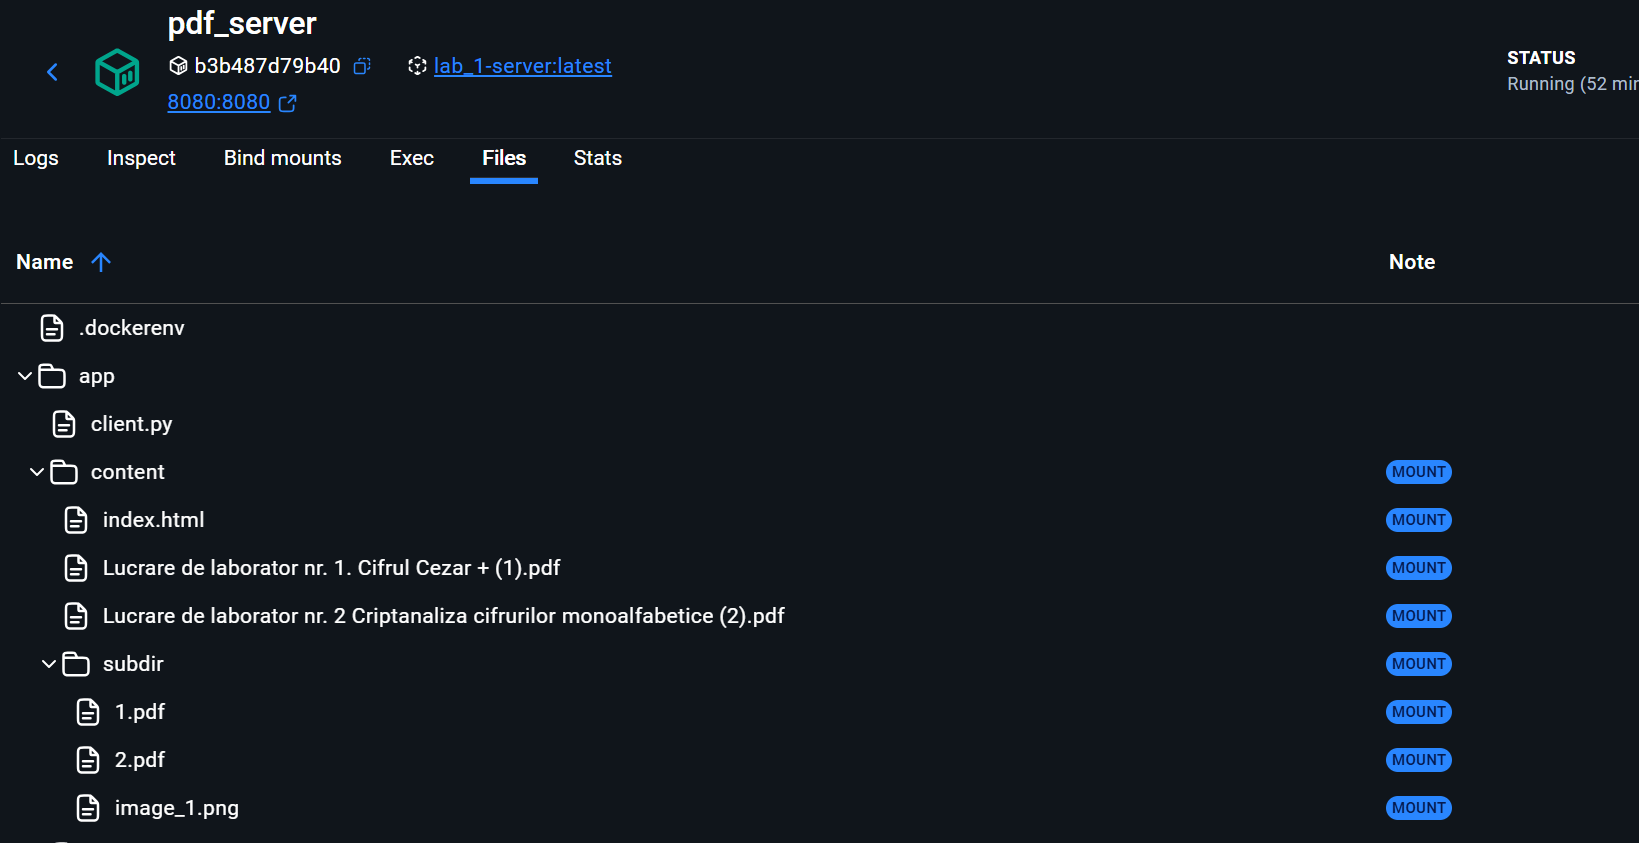 pdf_server
b3b487d79b40 lab_1-server:latest
8080:8080
STATUS
Running (52 min
Logs Inspect Bind mounts Exec Files Stats
Name Note
.dockerenv
app
client.py
content MOUNT
index.html MOUNT
Lucrare de laborator nr. 1. Cifrul Cezar + (1).pdf MOUNT
Lucrare de laborator nr. 2 Criptanaliza cifrurilor monoalfabetice (2).pdf MOUNT
subdir MOUNT
1.pdf MOUNT
2.pdf MOUNT
image_1.png MOUNT